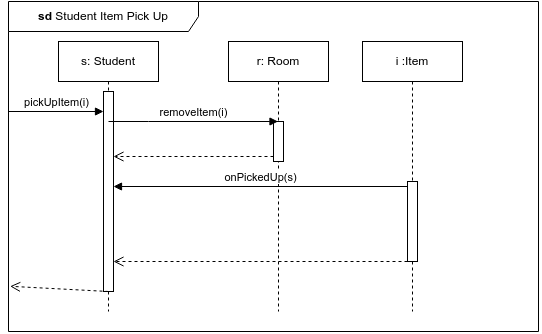 sd Student Item Pick Up
s: Student
r: Room
i :Item
pickUpItem(i)
removeItem(i)
onPickedUp(s)